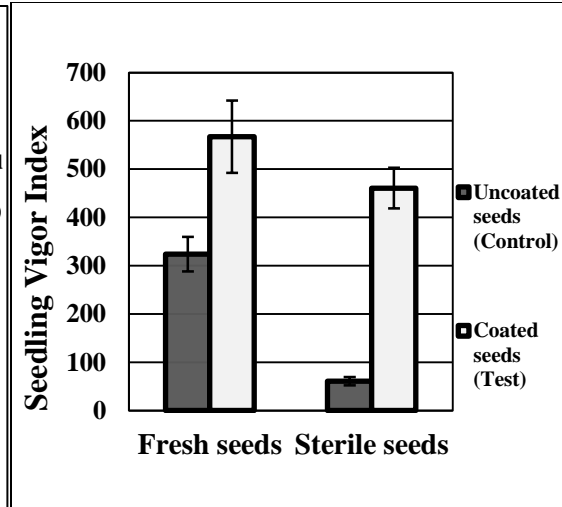 700
600
500
400
300
200
100
0
Seedling Vigor Index
Fresh seeds Sterile seeds
Uncoated
seeds
(Control)
Coated
seeds
(Test)